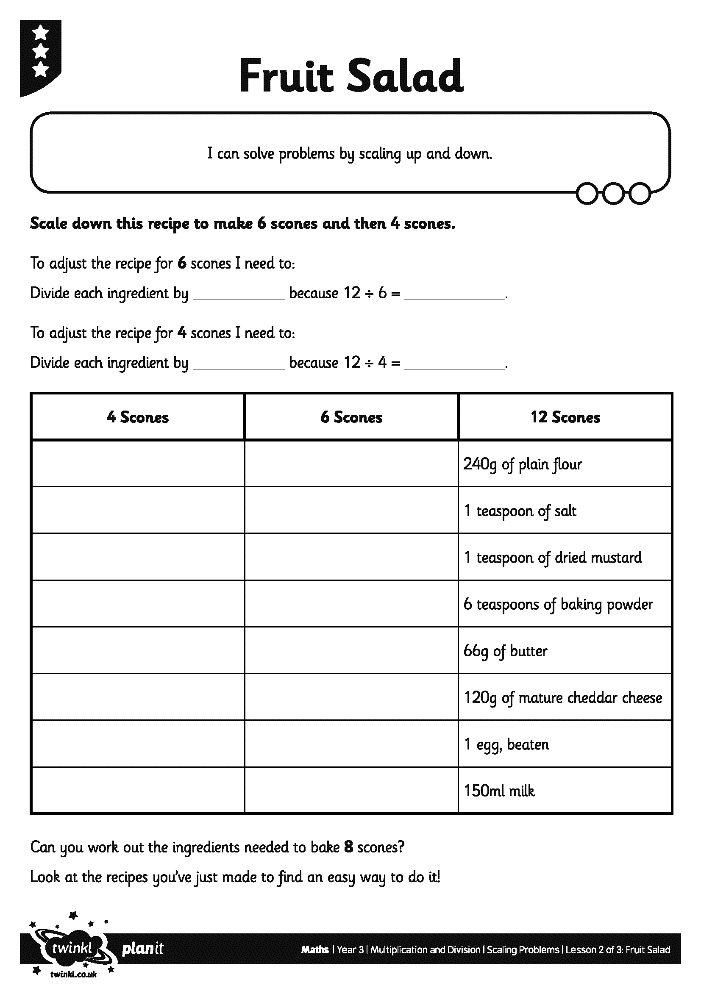 Fruit Salad
I can solve problems by scaling up and down.
Scale down this recipe to make 6 scones and then 4 scones.
To adjust the recipe for 6 scones I need to:
Divide each ingredient by ____________ because 12 ÷ 6 = _____________.
To adjust the recipe for 4 scones I need to:
Divide each ingredient by ____________ because 12 ÷ 4 = _____________.
4 Scones 6 Scones 12 Scones
240g of plain flour
1 teaspoon of salt
1 teaspoon of dried mustard
6 teaspoons of baking powder
66g of butter
120g of mature cheddar cheese
1 egg, beaten
150ml milk
Can you work out the ingredients needed to bake 8 scones?
Look at the recipes you've just made to find an easy way to do it!
twinkl planit Maths | Year 3 | Multiplication and Division | Scaling Problems | Lesson 2 of 3: Fruit Salad
twinkl.co.uk